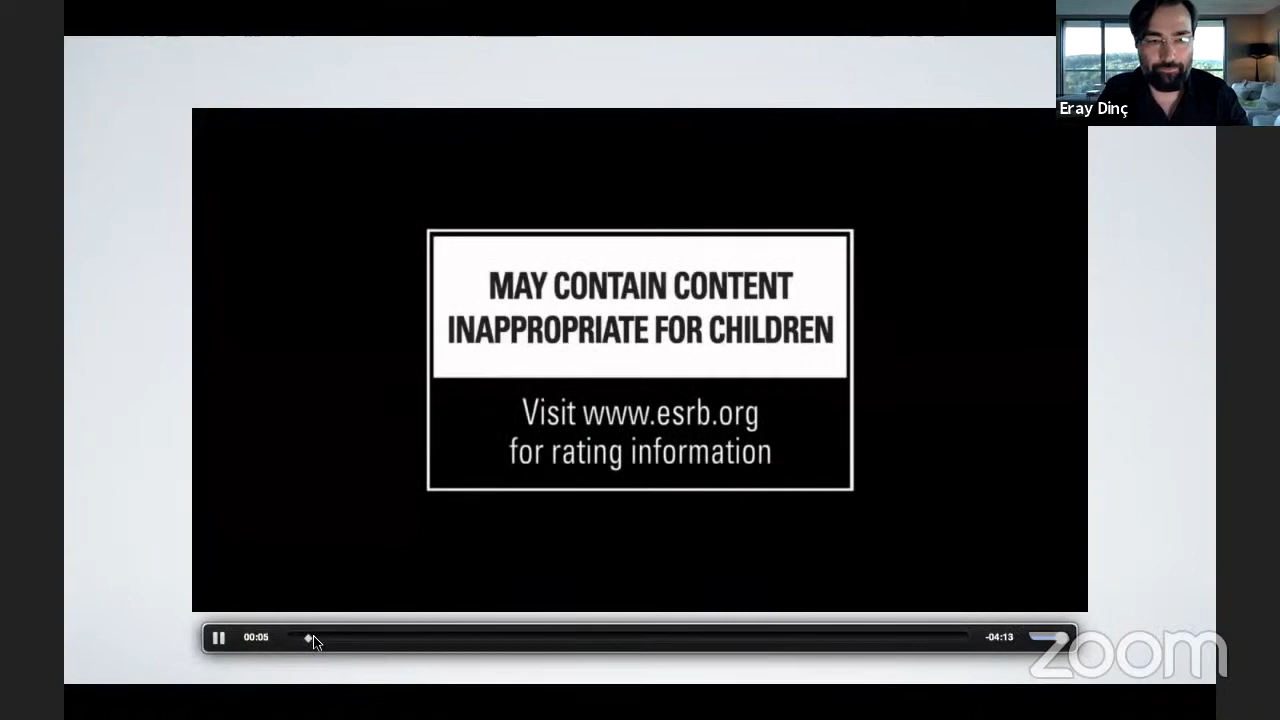 Eray Dinç
MAY CONTAIN CONTENT
INAPPROPRIATE FOR CHILDREN
Visit www.esrb.org
for rating information
00:05
-04:13
zoom